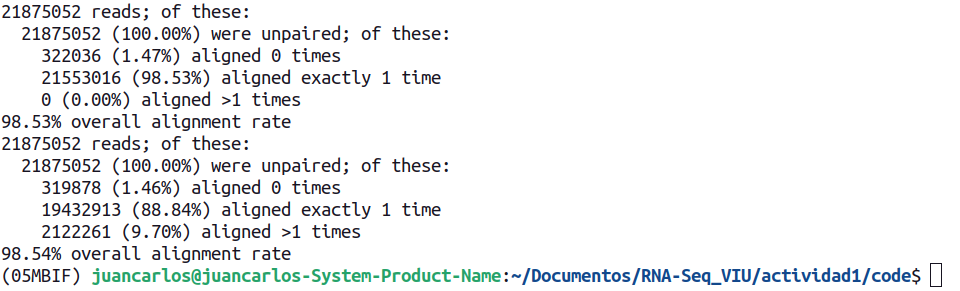 21875052 reads; of these:
  21875052 (100.00%) were unpaired; of these:
    322036 (1.47%) aligned 0 times
    21553016 (98.53%) aligned exactly 1 time
    0 (0.00%) aligned >1 times
98.53% overall alignment rate
21875052 reads; of these:
  21875052 (100.00%) were unpaired; of these:
    319878 (1.46%) aligned 0 times
    19432913 (88.84%) aligned exactly 1 time
    2122261 (9.70%) aligned >1 times
98.54% overall alignment rate
(05MBIF) juancarlos@juancarlos-System-Product-Name:~/Documentos/RNA-Seq_VIU/actividad1/code$